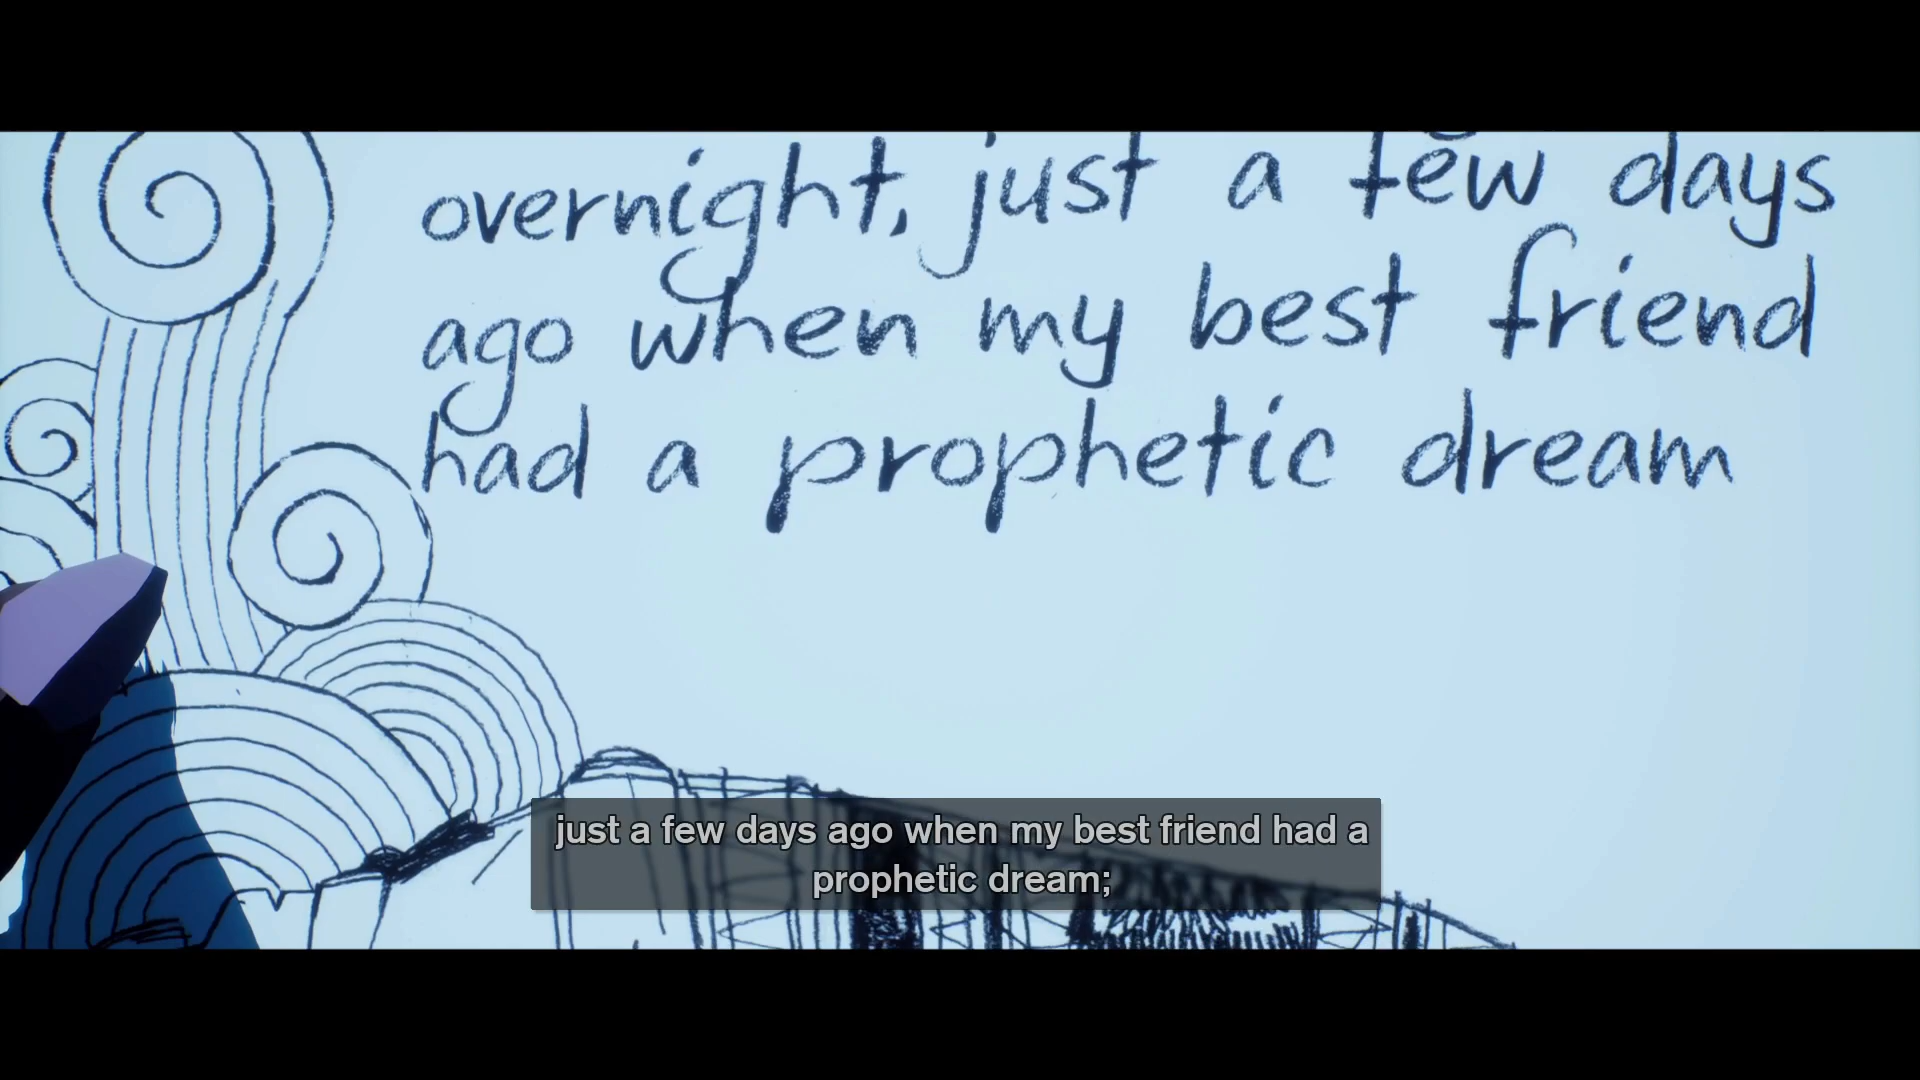 overnight, just a few days
ago when my best friend
had a prophetic dream
just a few days ago when my best friend had a
prophetic dream;